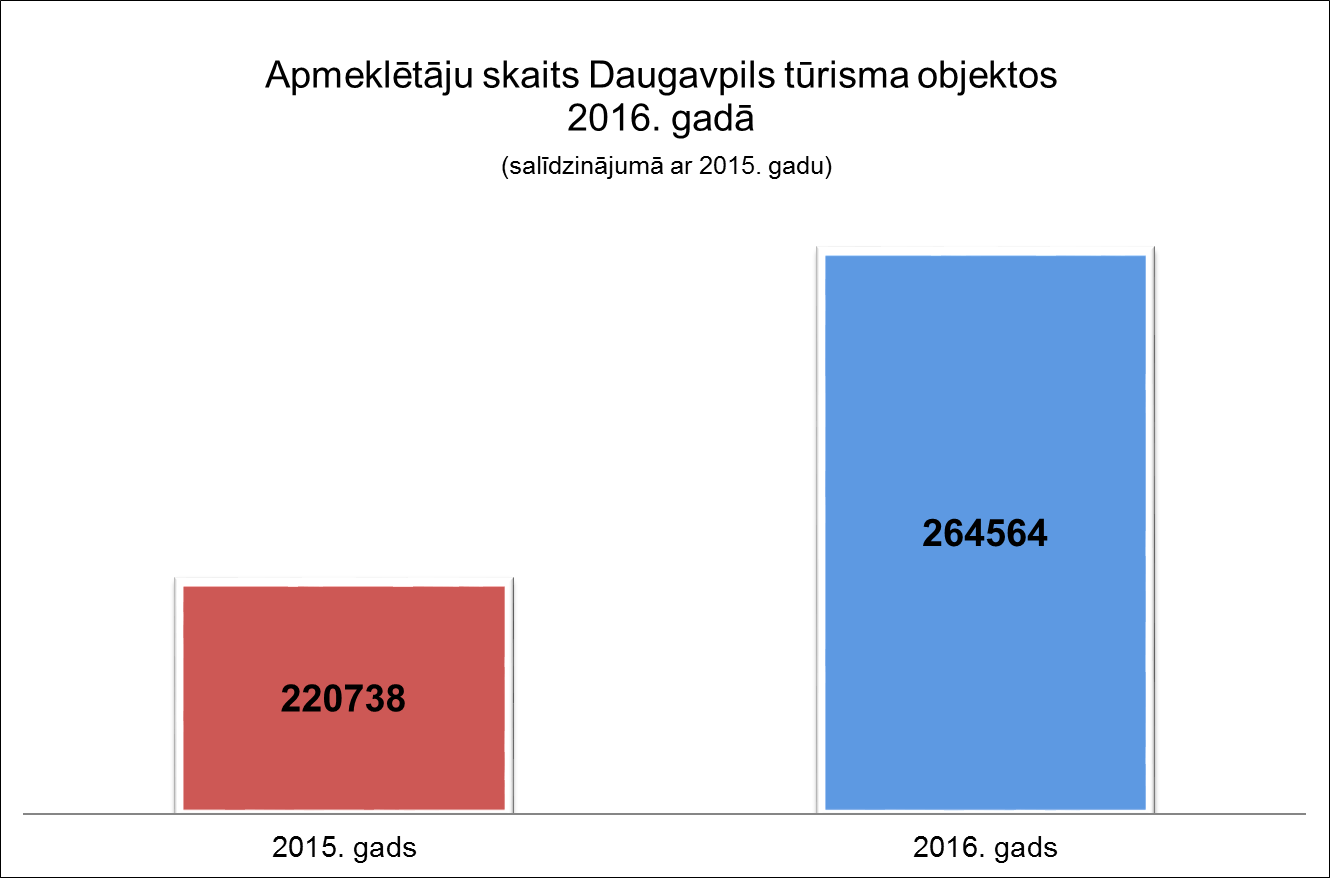 Apmeklētāju skaits Daugavpils tūrisma objektos
2016. gadā
(salīdzinājumā ar 2015. gadu)
264564
220738
2015. gads
2016. gads